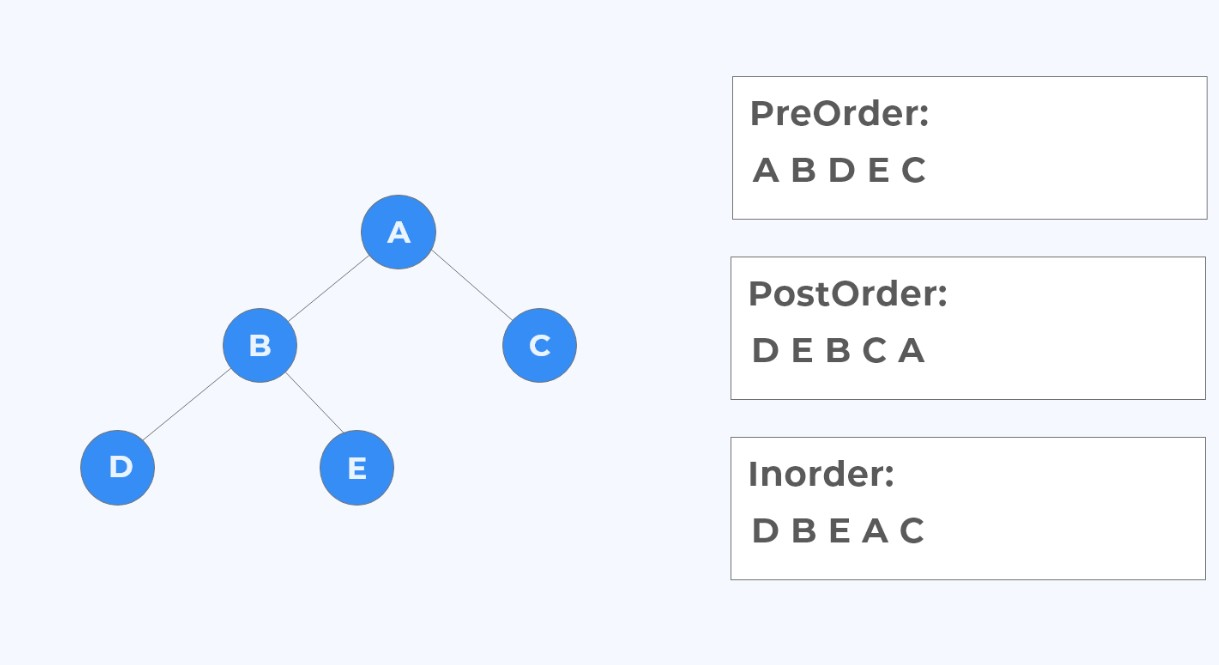 A
B
C
D
E
PreOrder:
A B D E C
PostOrder:
D E B C A
Inorder:
D B E A C